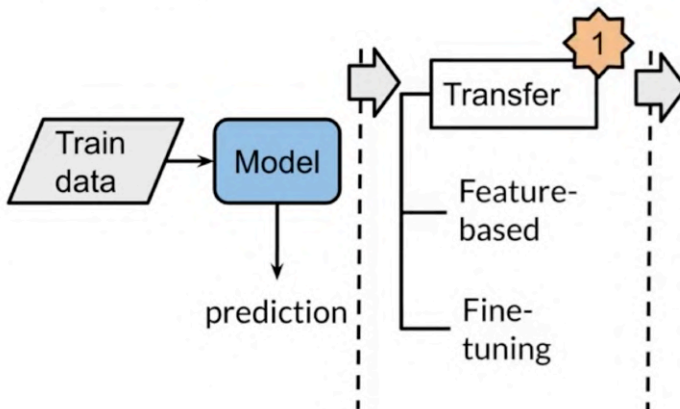 1
Transfer
Train
data
Model
Feature-
based
prediction
Fine-
tuning